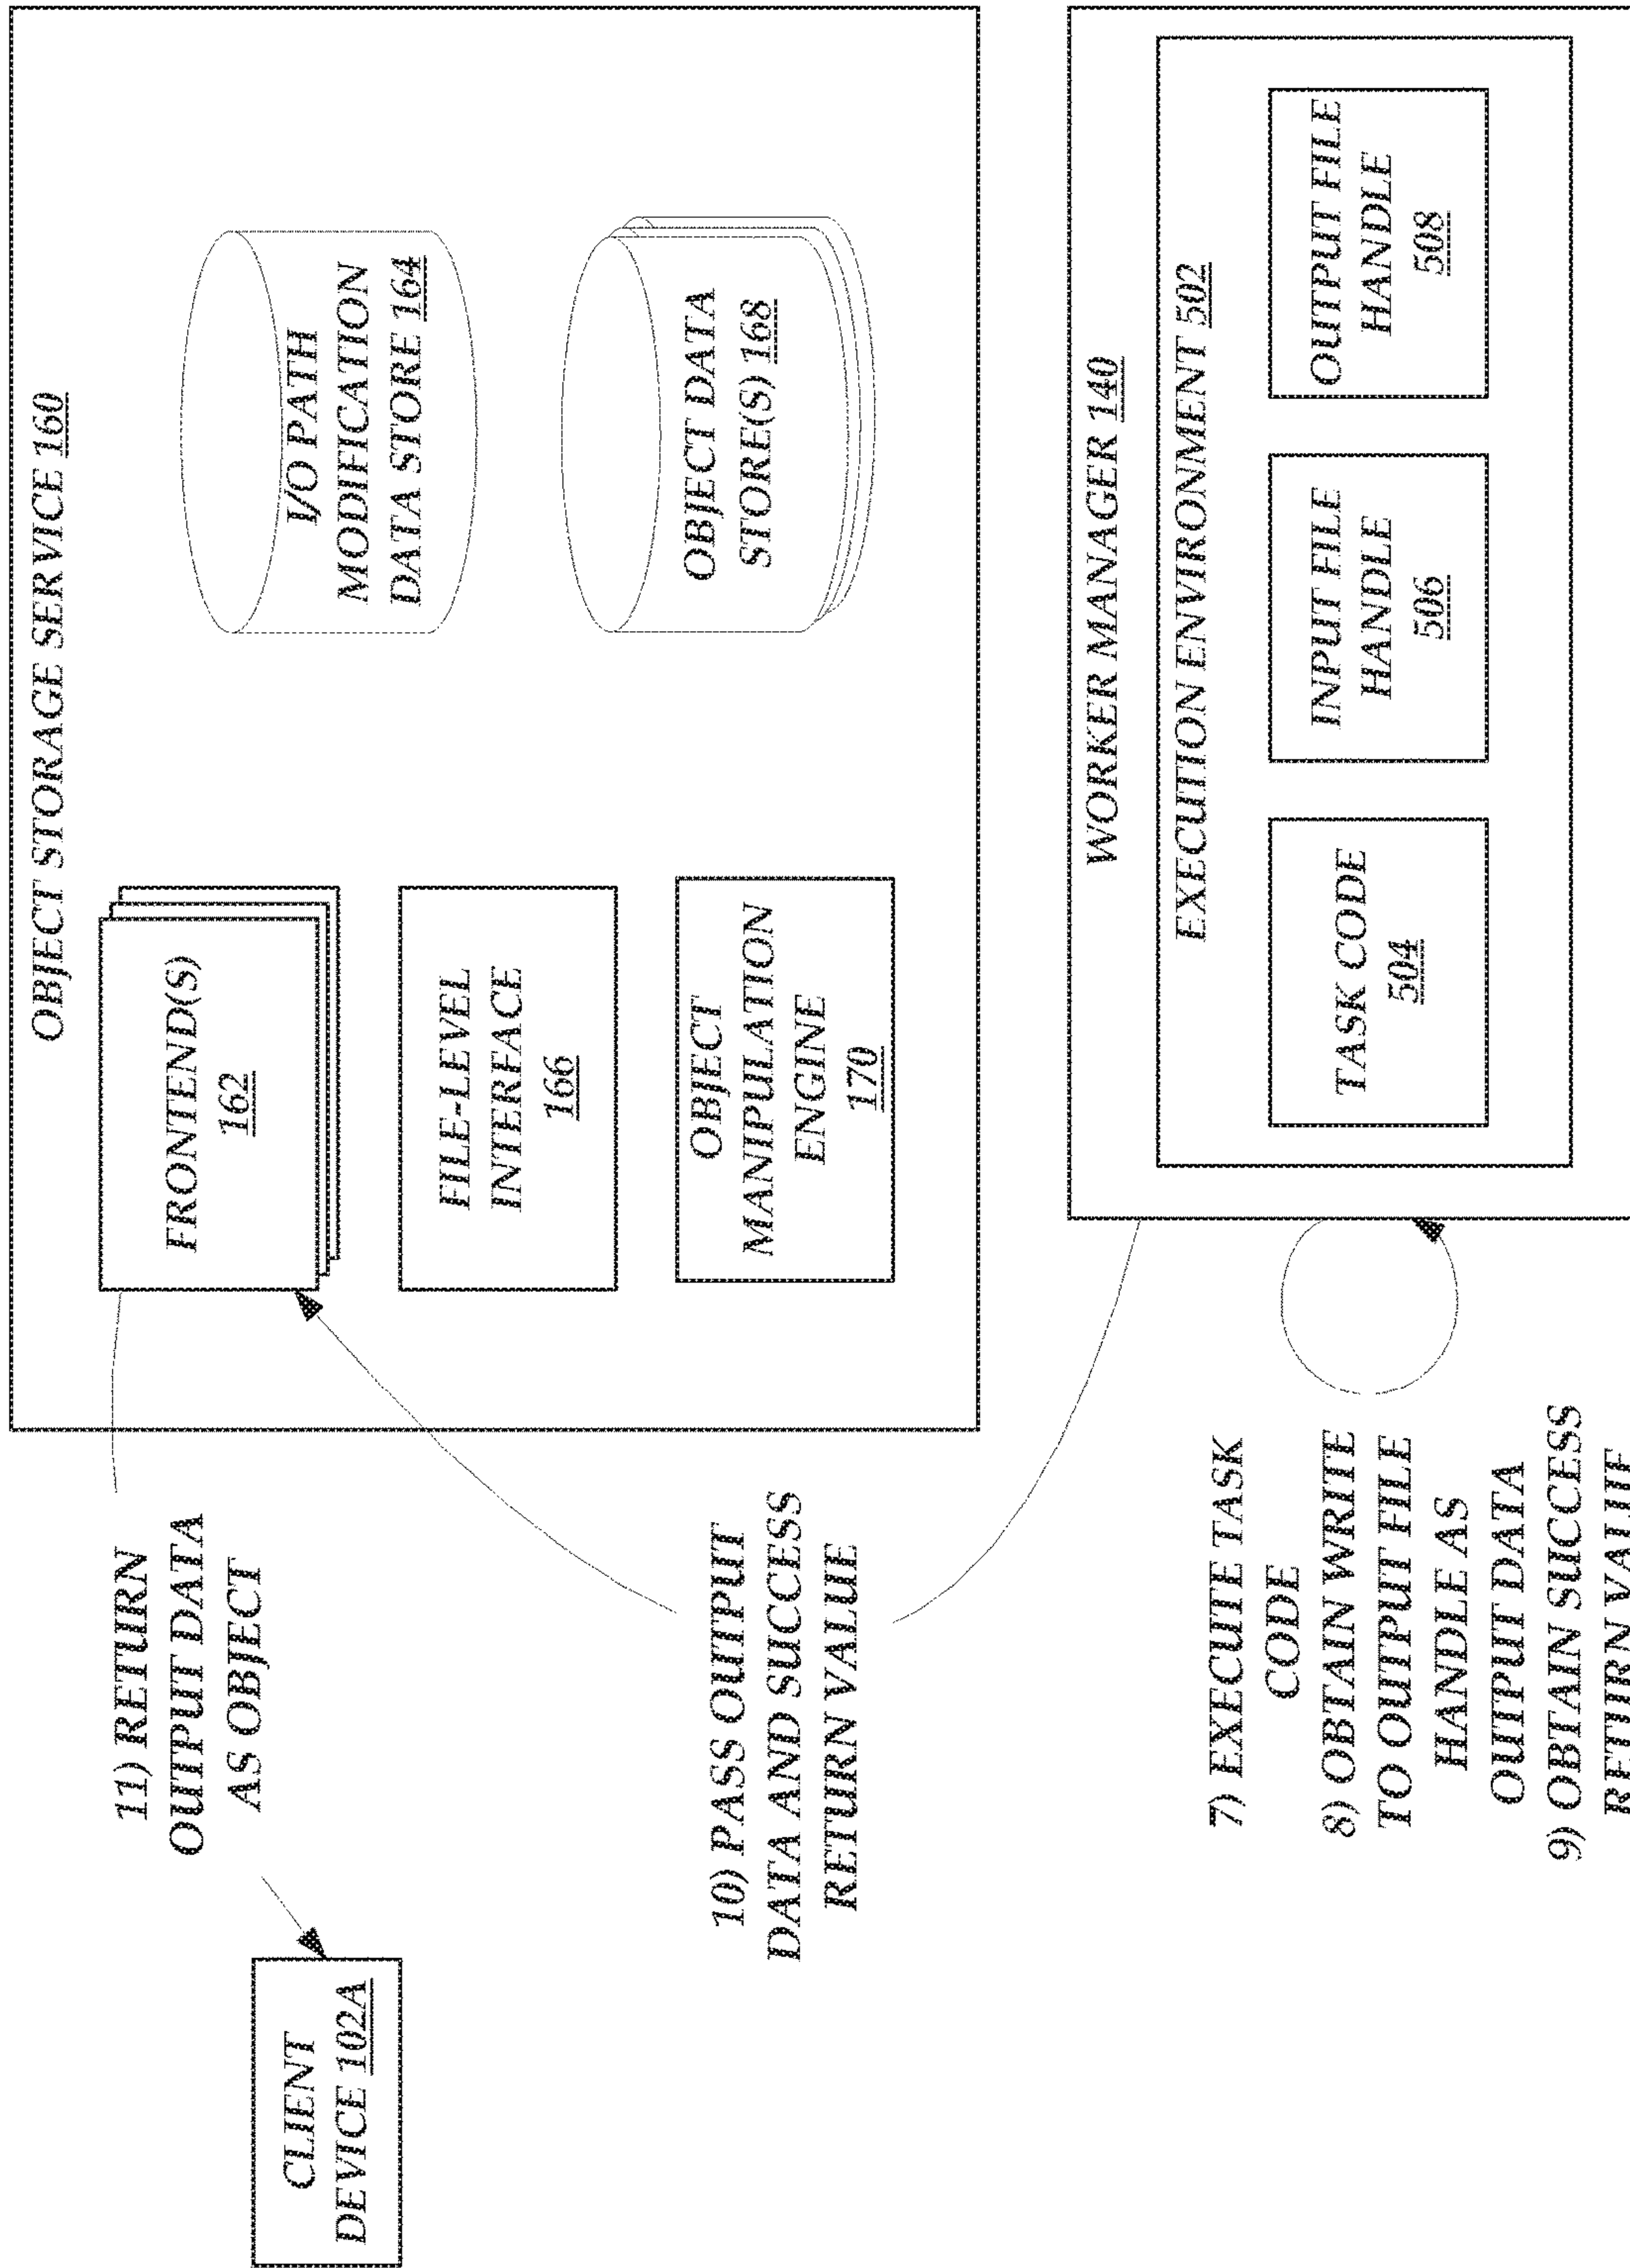 OBJECT STORAGE SERVICE 160
FRONTEND(S)
162
FILE-LEVEL
INTERFACE
166
OBJECT
MANIPULATION
ENGINE
170
I/O PATH
MODIFICATION
DATA STORE 164
OBJECT DATA
STORE(S) 168
CLIENT
DEVICE 102A
11) RETURN
OUTPUT DATA
AS OBJECT
10) PASS OUTPUT
DATA AND SUCCESS
RETURN VALUE
7) EXECUTE TASK
CODE
8) OBTAIN WRITE
TO OUTPUT FILE
HANDLE AS
OUTPUT DATA
9) OBTAIN SUCCESS
RETURN VALUE
WORKER MANAGER 140
EXECUTION ENVIRONMENT 502
TASK CODE
504
INPUT FILE
HANDLE
506
OUTPUT FILE
HANDLE
508